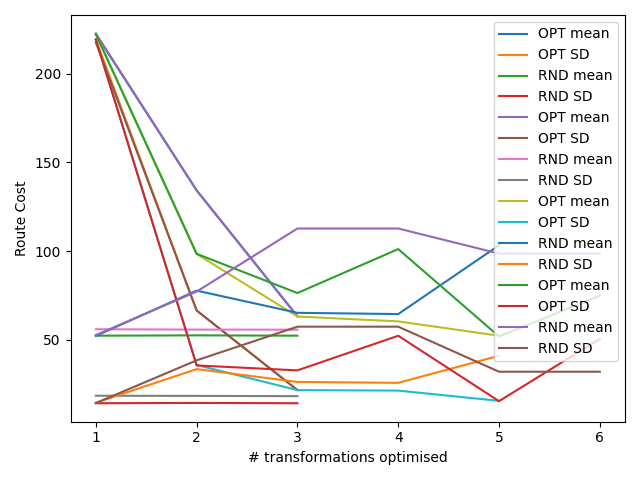 OPT mean
OPT SD
RND mean
RND SD
OPT mean
OPT SD
RND mean
RND SD
OPT mean
OPT SD
RND mean
RND SD
OPT mean
OPT SD
RND mean
RND SD
Route Cost
200
150
100
50
1 2 3 4 5 6
# transformations optimised